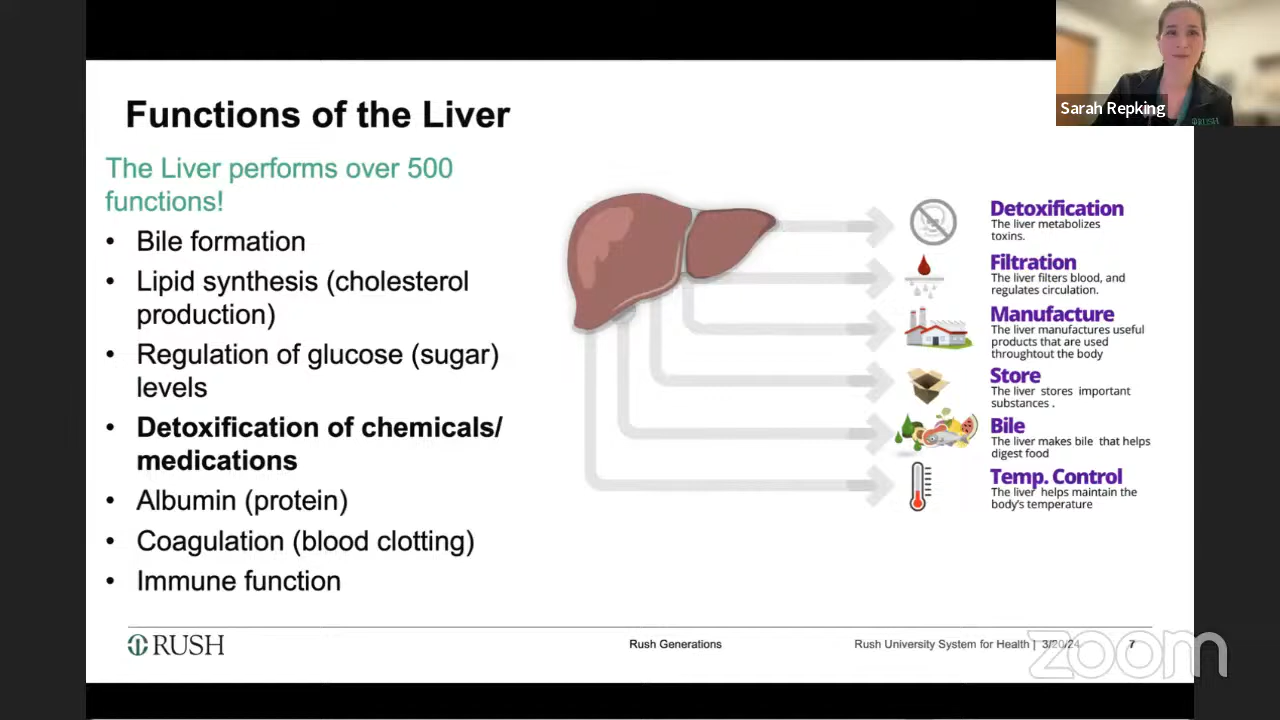 Sarah Repking
Functions of the Liver
The Liver performs over 500
functions!
• Bile formation
• Lipid synthesis (cholesterol
production)
• Regulation of glucose (sugar)
levels
• Detoxification of chemicals/
medications
• Albumin (protein)
• Coagulation (blood clotting)
• Immune function
Detoxification
The liver metabolizes
toxins.
Filtration
The liver filters blood, and
regulates circulation.
Manufacture
The liver manufactures useful
products that are used
throughtout the body
Store
The liver stores important
substances .
Bile
The liver makes bile that helps
digest food
Temp. Control
The liver helps maintain the
body's temperature
RUSH
Rush Generations
Rush University System for Health | 3/20/24
7
zoom
RUSH